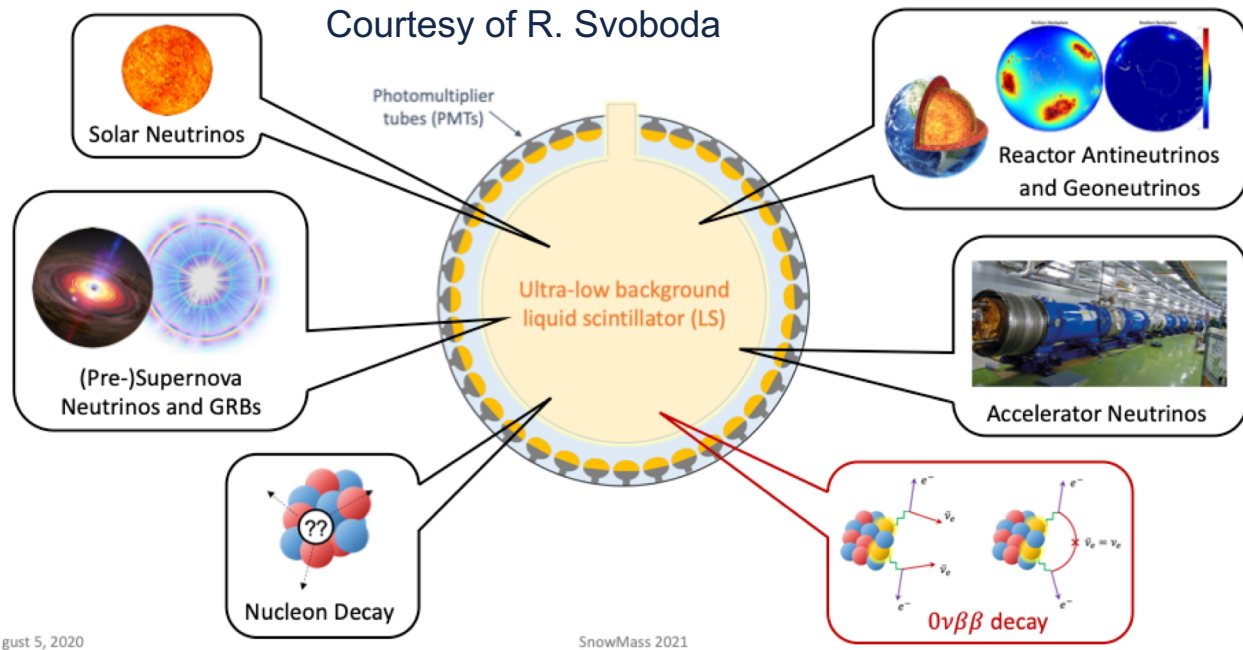 Courtesy of R. Svoboda
Photomultiplier
tubes (PMTs)
Solar Neutrinos
Reactor Antineutrinos
and Geoneutrinos
Ultra-low background
liquid scintillator (LS)
(Pre-)Supernova
Neutrinos and GRBs
Accelerator Neutrinos
??
Nucleon Decay
e⁻
ν̄ₑ
ν̄ₑ
e⁻
e⁻
ν̄ₑ = νₑ
e⁻
0νββ decay
gust 5, 2020
SnowMass 2021